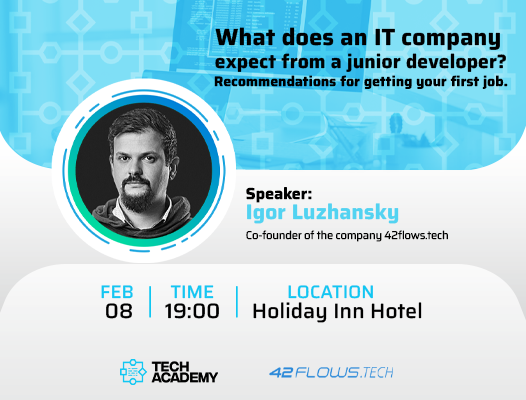 What does an IT company
expect from a junior developer?
Recommendations for getting your first job.
Speaker:
Igor Luzhansky
Co-founder of the company 42flows.tech
FEB
08
TIME
19:00
LOCATION
Holiday Inn Hotel
TECH
ACADEMY
42FLOWS.TECH